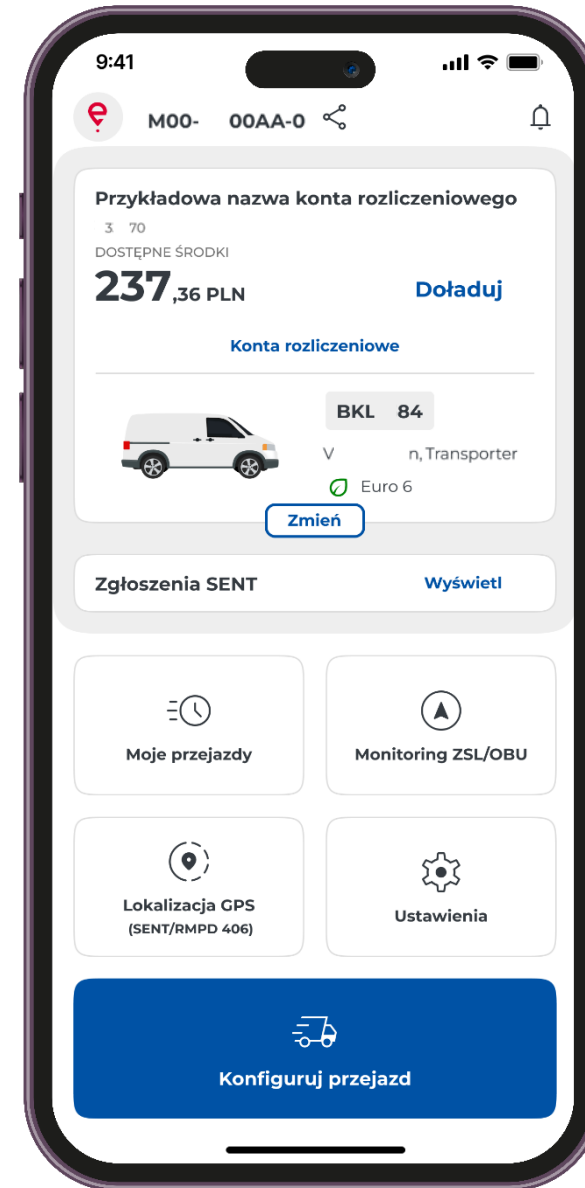 9:41
M00- 00AA-0
Przykładowa nazwa konta rozliczeniowego
3 70
DOSTĘPNE ŚRODKI
237,36 PLN
Doładuj
Konta rozliczeniowe
BKL 84
V n, Transporter
Euro 6
Zmień
Zgłoszenia SENT
Wyświetl
Moje przejazdy
Monitoring ZSL/OBU
Lokalizacja GPS
(SENT/RMPD 406)
Ustawienia
Konfiguruj przejazd